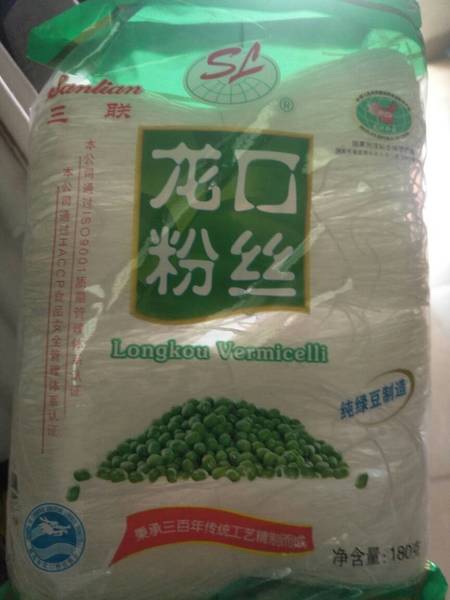 SL
®
Sanlian
三联
龙口
粉丝
Longkou Vermicelli
本公司通过ISO9001质量管理体系认证
本公司通过HACCP食品安全管理体系认证
纯绿豆制造
秉承三百年传统工艺精制而成
净含量:180克